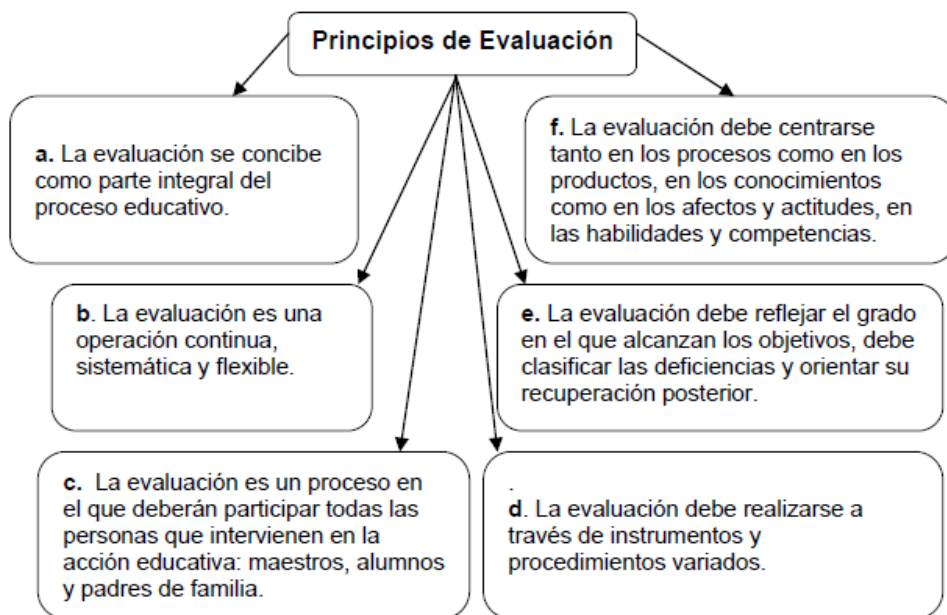 Principios de Evaluación
a. La evaluación se concibe
como parte integral del
proceso educativo.
b. La evaluación es una
operación continua,
sistemática y flexible.
c. La evaluación es un proceso en
el que deberán participar todas las
personas que intervienen en la
acción educativa: maestros, alumnos
y padres de familia.
.
d. La evaluación debe realizarse a
través de instrumentos y
procedimientos variados.
e. La evaluación debe reflejar el grado
en el que alcanzan los objetivos, debe
clasificar las deficiencias y orientar su
recuperación posterior.
f. La evaluación debe centrarse
tanto en los procesos como en los
productos, en los conocimientos
como en los afectos y actitudes, en
las habilidades y competencias.